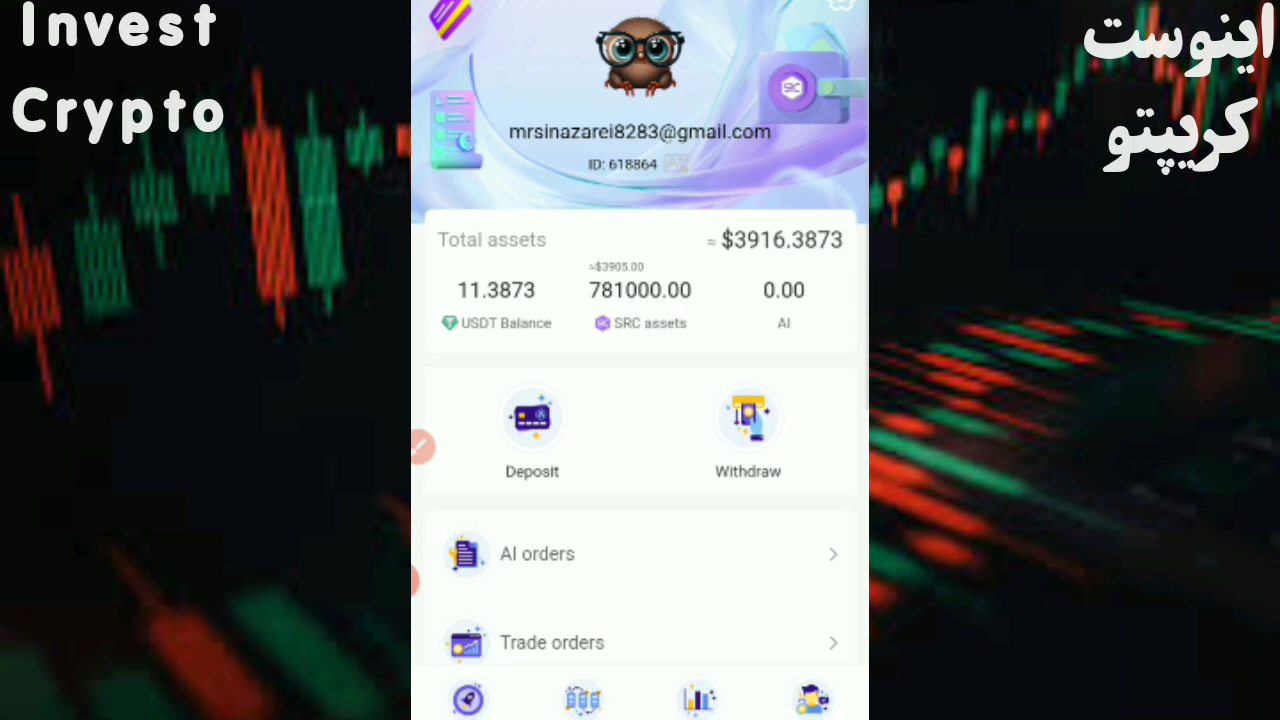 Invest
Crypto
اینوست
کریپتو
mrsinazarei8283@gmail.com
ID: 618864
Total assets
≈ $3916.3873
≈$3905.00
11.3873
781000.00
0.00
USDT Balance
SRC assets
AI
Deposit
Withdraw
AI orders
Trade orders